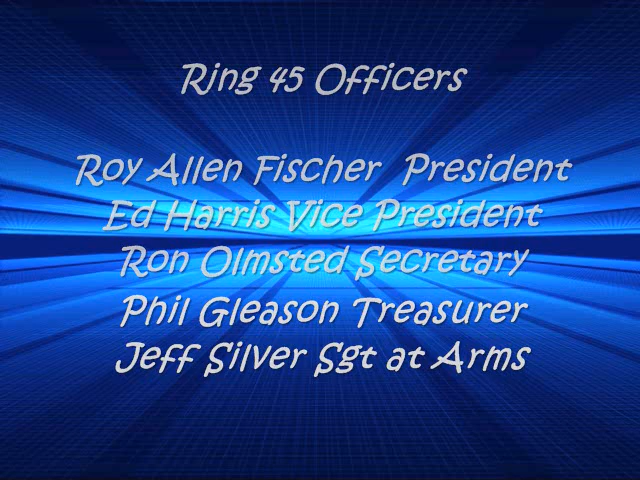 Ring 45 Officers
Roy Allen Fischer President
Ed Harris Vice President
Ron Olmsted Secretary
Phil Gleason Treasurer
Jeff Silver Sgt at Arms